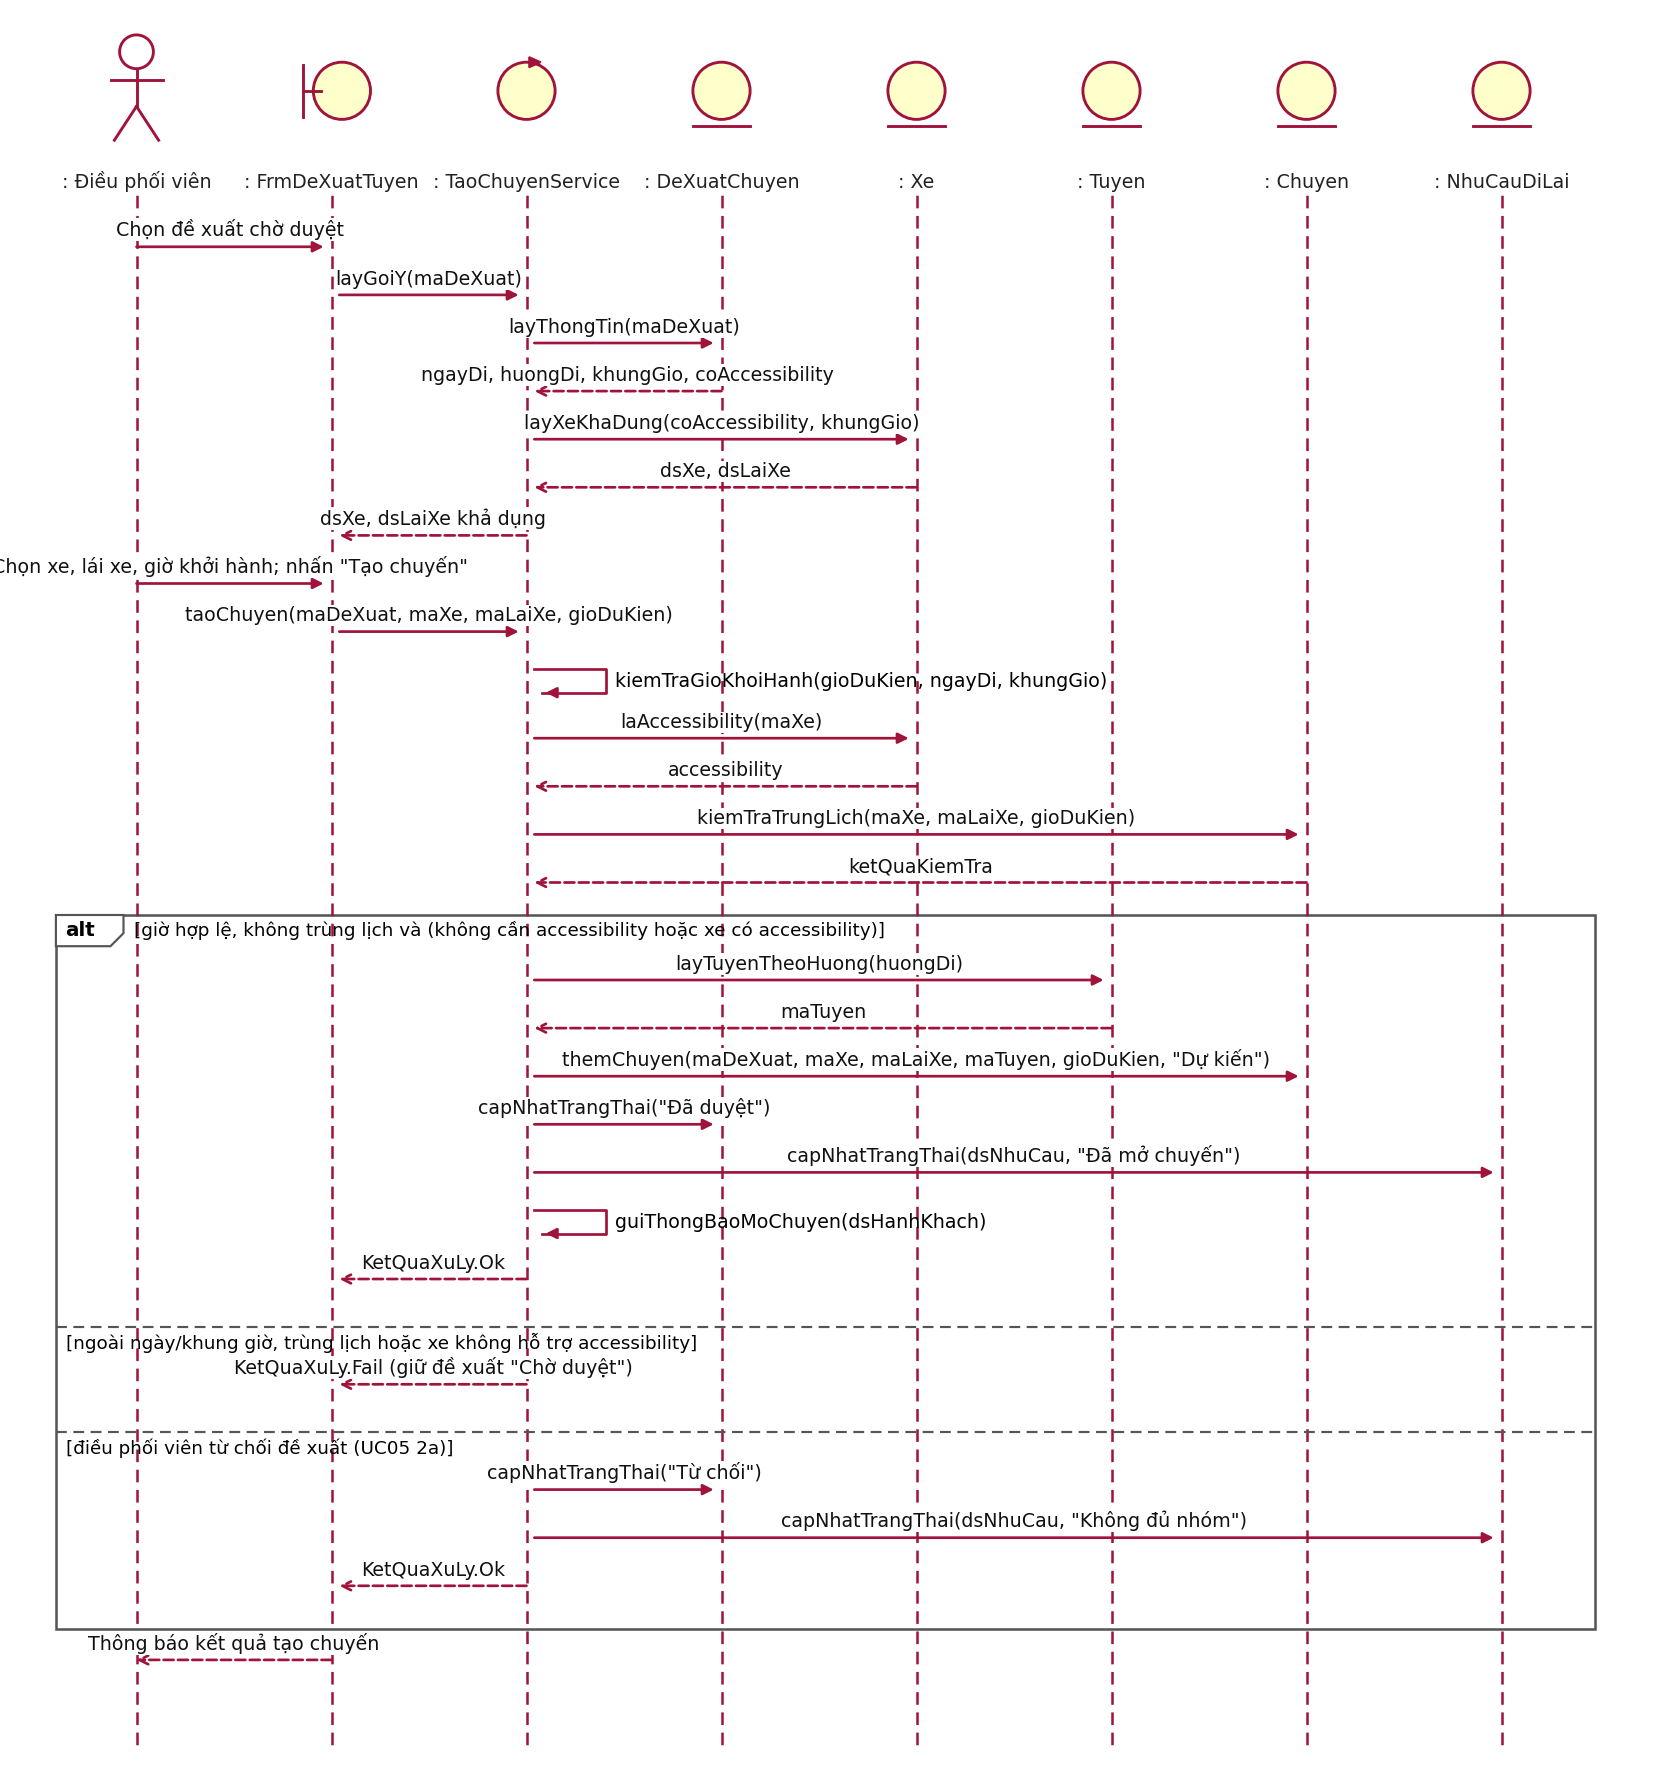 : Điều phối viên
: FrmDeXuatTuyen
: TaoChuyenService
: DeXuatChuyen
: Xe
: Tuyen
: Chuyen
: NhuCauDiLai
Chọn đề xuất chờ duyệt
layGoiY(maDeXuat)
layThongTin(maDeXuat)
ngayDi, huongDi, khungGio, coAccessibility
layXeKhaDung(coAccessibility, khungGio)
dsXe, dsLaiXe
dsXe, dsLaiXe khả dụng
Chọn xe, lái xe, giờ khởi hành; nhấn "Tạo chuyến"
taoChuyen(maDeXuat, maXe, maLaiXe, gioDuKien)
kiemTraGioKhoiHanh(gioDuKien, ngayDi, khungGio)
laAccessibility(maXe)
accessibility
kiemTraTrungLich(maXe, maLaiXe, gioDuKien)
ketQuaKiemTra
alt [giờ hợp lệ, không trùng lịch và (không cần accessibility hoặc xe có accessibility)]
layTuyenTheoHuong(huongDi)
maTuyen
themChuyen(maDeXuat, maXe, maLaiXe, maTuyen, gioDuKien, "Dự kiến")
capNhatTrangThai("Đã duyệt")
capNhatTrangThai(dsNhuCau, "Đã mở chuyến")
guiThongBaoMoChuyen(dsHanhKhach)
KetQuaXuLy.Ok
[ngoài ngày/khung giờ, trùng lịch hoặc xe không hỗ trợ accessibility]
KetQuaXuLy.Fail (giữ đề xuất "Chờ duyệt")
[điều phối viên từ chối đề xuất (UC05 2a)]
capNhatTrangThai("Từ chối")
capNhatTrangThai(dsNhuCau, "Không đủ nhóm")
KetQuaXuLy.Ok
Thông báo kết quả tạo chuyến